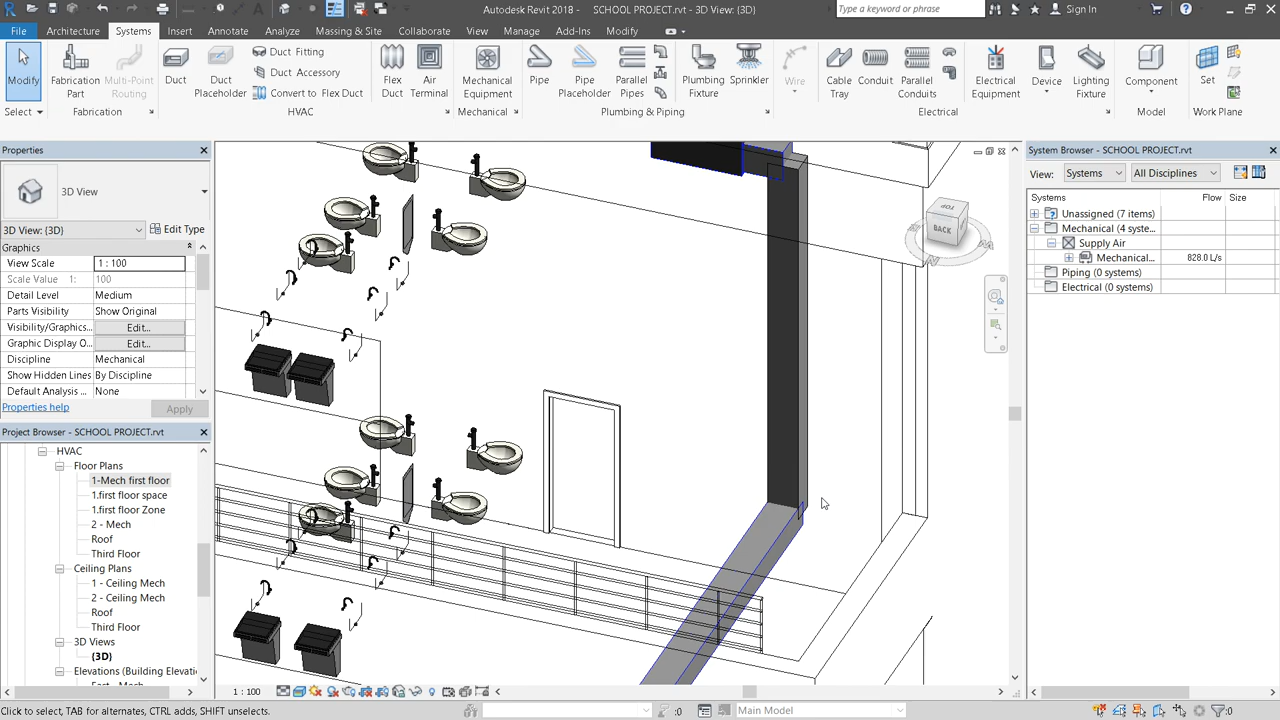 Autodesk Revit 2018 - SCHOOL PROJECT.rvt - 3D View: {3D}
Type a keyword or phrase
Sign In
File Architecture Systems Insert Annotate Analyze Massing & Site Collaborate View Manage Add-Ins Modify
Modify
Fabrication Part
Multi-Point Routing
Duct
Duct Placeholder
Duct Fitting
Duct Accessory
Convert to Flex Duct
Flex Duct
Air Terminal
Mechanical Equipment
Pipe
Pipe Placeholder
Parallel Pipes
Plumbing Fixture
Sprinkler
Wire
Cable Tray
Conduit
Parallel Conduits
Electrical Equipment
Device
Lighting Fixture
Component
Set
Select Fabrication HVAC Mechanical Plumbing & Piping Electrical Model Work Plane
Properties
3D View
3D View: {3D} Edit Type
Graphics
View Scale 1 : 100
Scale Value 1: 100
Detail Level Medium
Parts Visibility Show Original
Visibility/Graphics... Edit...
Graphic Display O... Edit...
Discipline Mechanical
Show Hidden Lines By Discipline
Default Analysis ... None
Properties help Apply
Project Browser - SCHOOL PROJECT.rvt
HVAC
Floor Plans
1-Mech first floor
1.first floor space
1.first floor Zone
2 - Mech
Roof
Third Floor
Ceiling Plans
1 - Ceiling Mech
2 - Ceiling Mech
Roof
Third Floor
3D Views
{3D}
Elevations (Building Elevatio
TOP
BACK
System Browser - SCHOOL PROJECT.rvt
View: Systems All Disciplines
Systems Flow Size
Unassigned (7 items)
Mechanical (4 syste...
Supply Air
Mechanical... 828.0 L/s
Piping (0 systems)
Electrical (0 systems)
1 : 100
Click to select, TAB for alternates, CTRL adds, SHIFT unselects.
:0
Main Model
:0